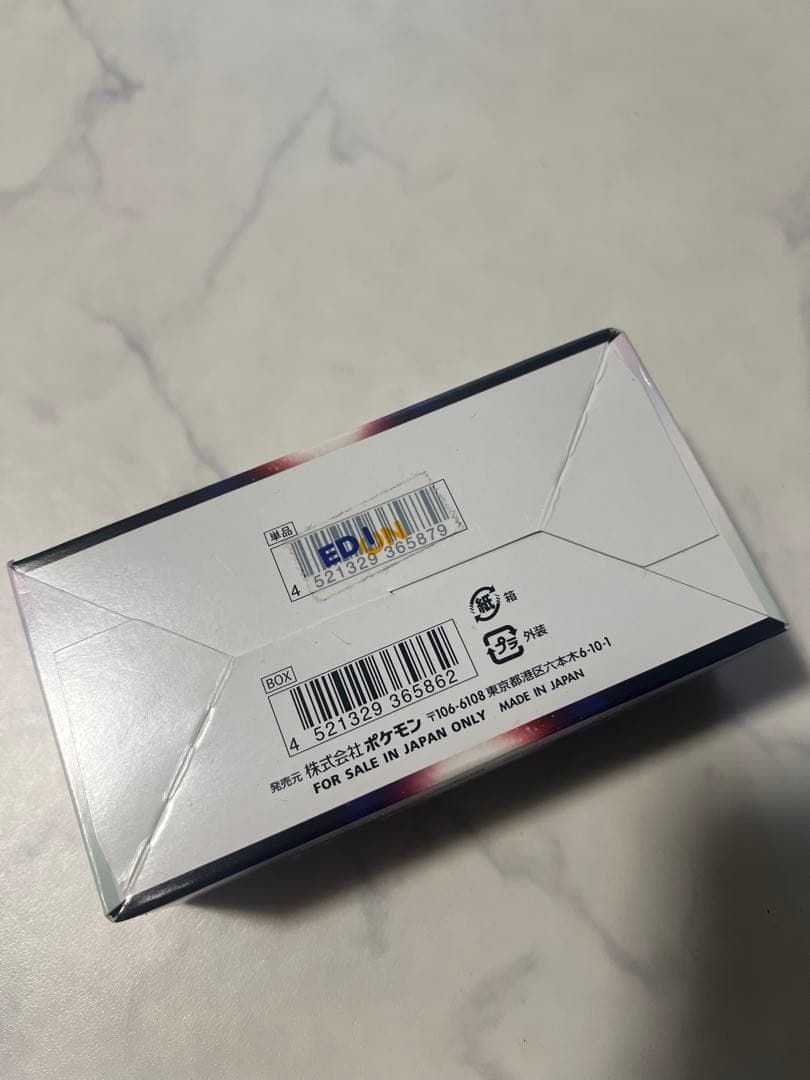 単品
EDIUN
4 521329 365879
紙 箱
プラ 外装
BOX
4 521329 365862
発売元 株式会社 ポケモン 〒106-6108 東京都港区六本木6-10-1
FOR SALE IN JAPAN ONLY MADE IN JAPAN